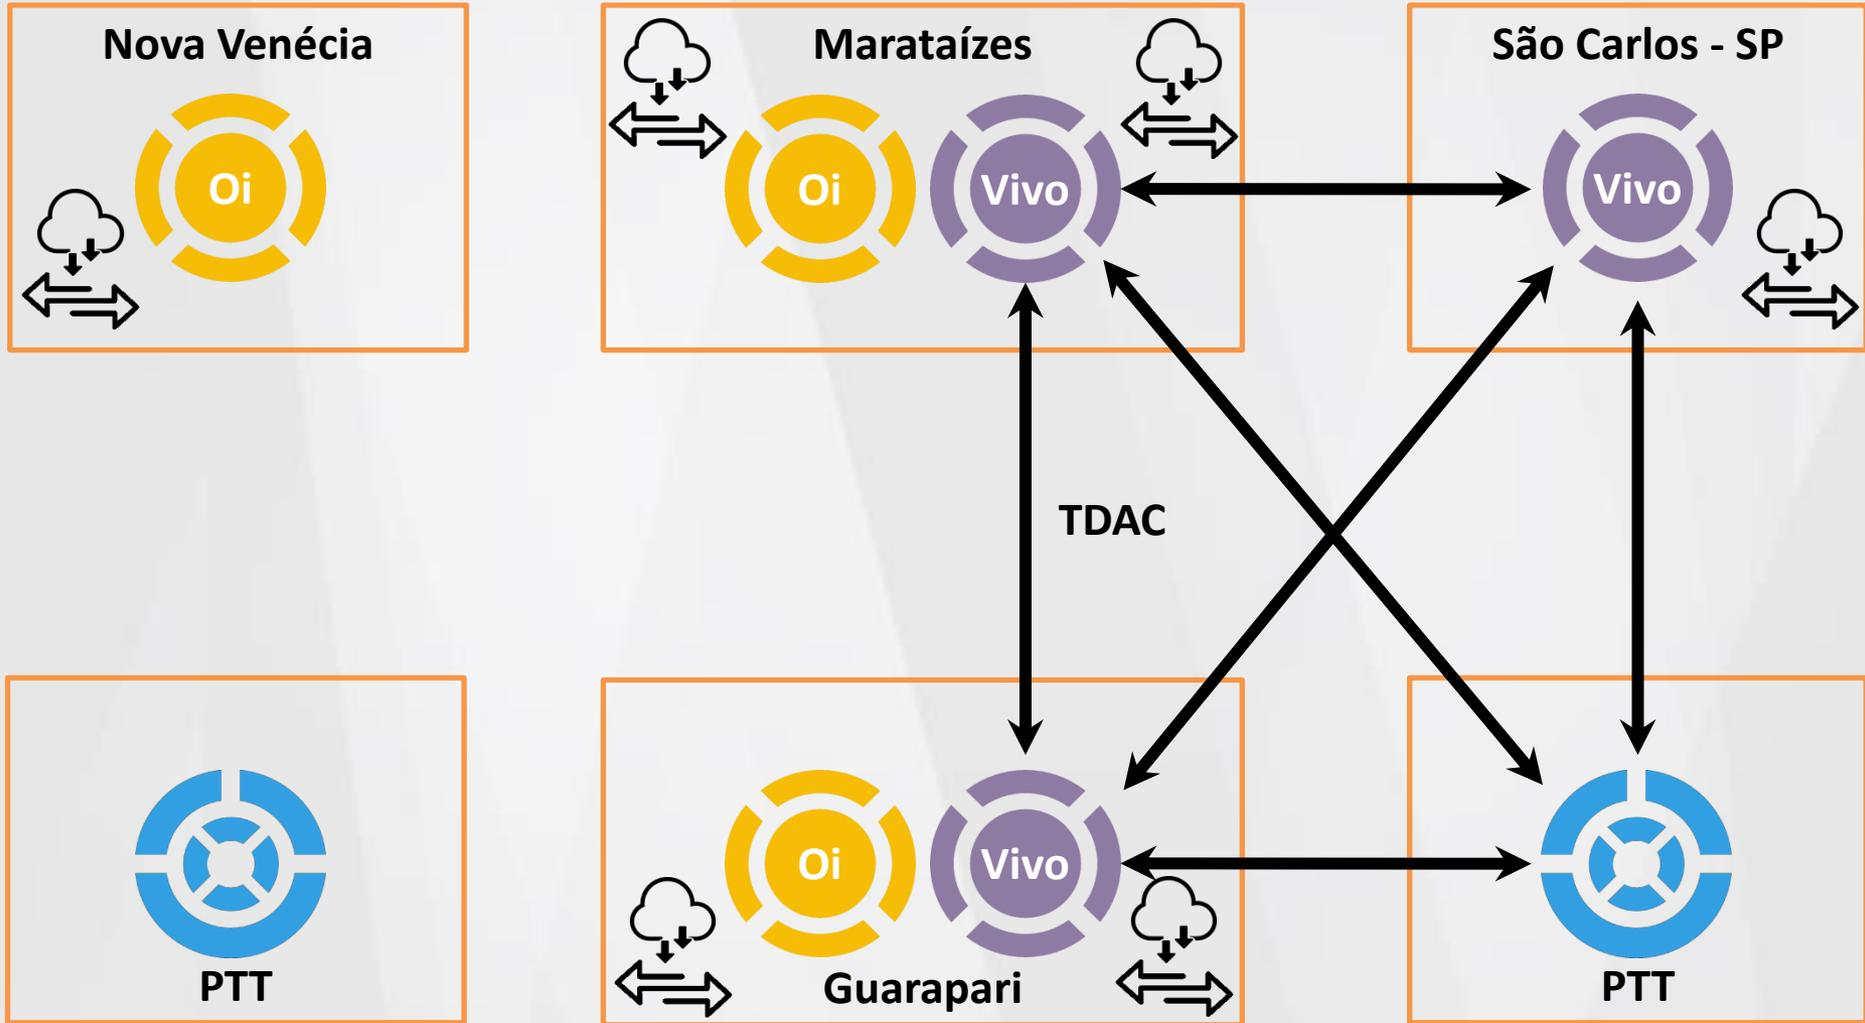 Nova Venécia
Marataízes
São Carlos - SP
Oi
Oi
Vivo
Vivo
TDAC
Oi
Vivo
PTT
Guarapari
PTT